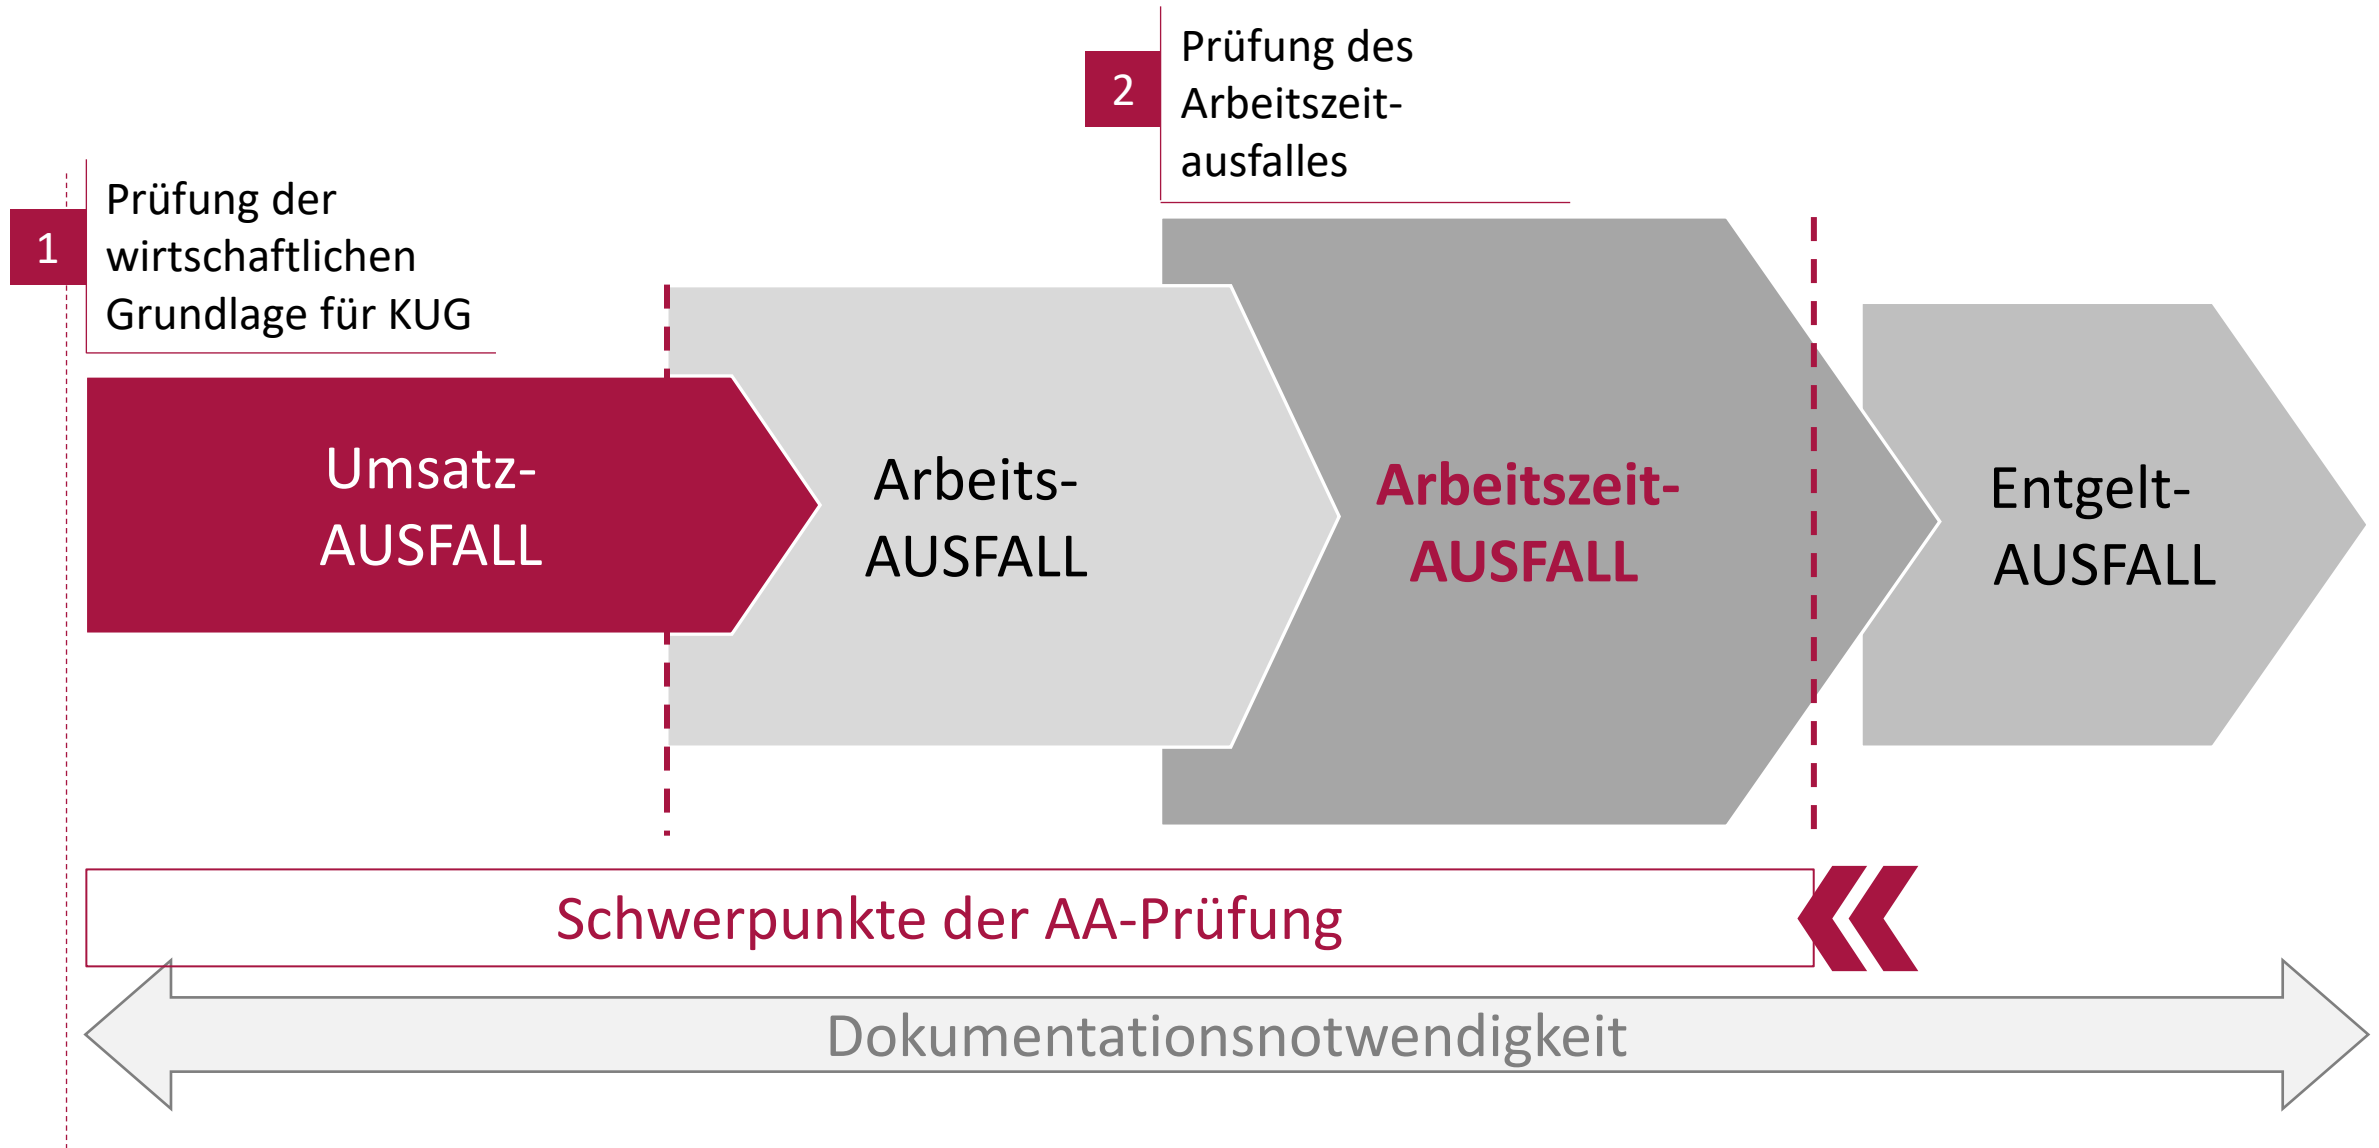 1
Prüfung der
wirtschaftlichen
Grundlage für KUG
2
Prüfung des
Arbeitszeit-
ausfalles
Umsatz-
AUSFALL
Arbeits-
AUSFALL
Arbeitszeit-
AUSFALL
Entgelt-
AUSFALL
Schwerpunkte der AA-Prüfung
Dokumentationsnotwendigkeit